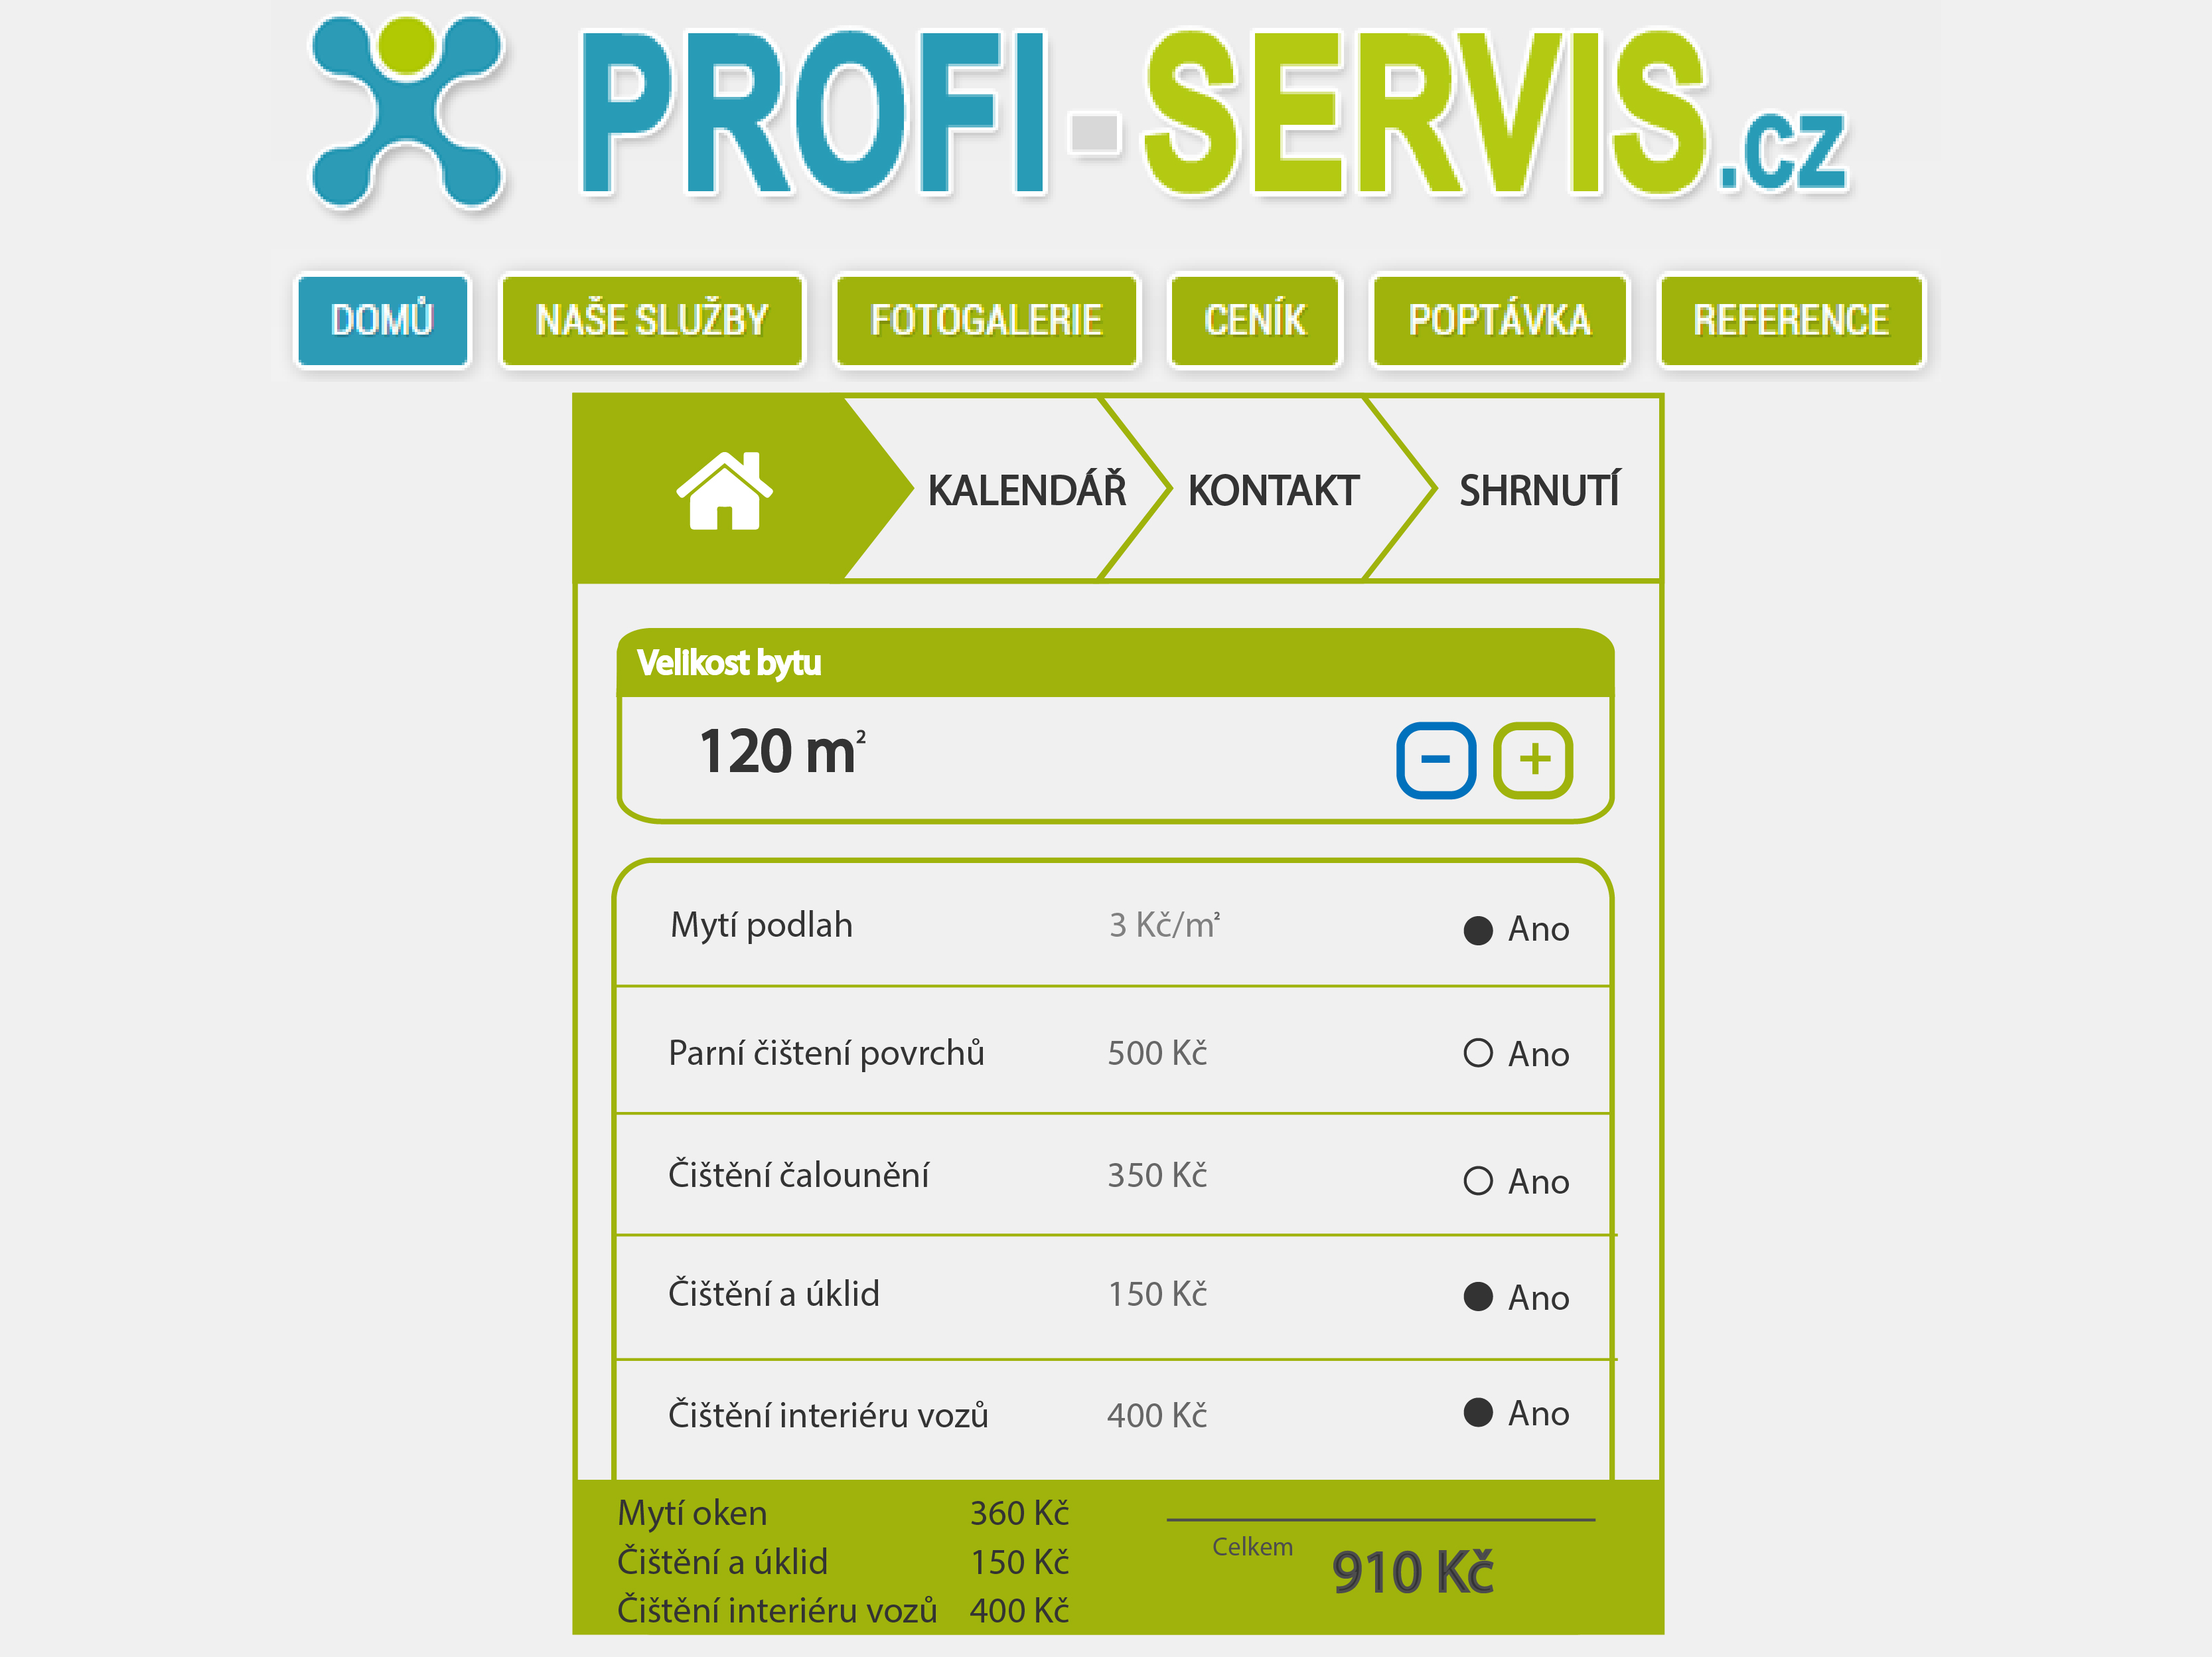 PROFI-SERVIS.cz
DOMŮ NAŠE SLUŽBY FOTOGALERIE CENÍK POPTÁVKA REFERENCE
KALENDÁŘ KONTAKT SHRNUTÍ
Velikost bytu
120 m² − +
Mytí podlah 3 Kč/m² Ano
Parní čištení povrchů 500 Kč Ano
Čištění čalounění 350 Kč Ano
Čištění a úklid 150 Kč Ano
Čištění interiéru vozů 400 Kč Ano
Mytí oken 360 Kč
Čištění a úklid 150 Kč
Čištění interiéru vozů 400 Kč
Celkem 910 Kč